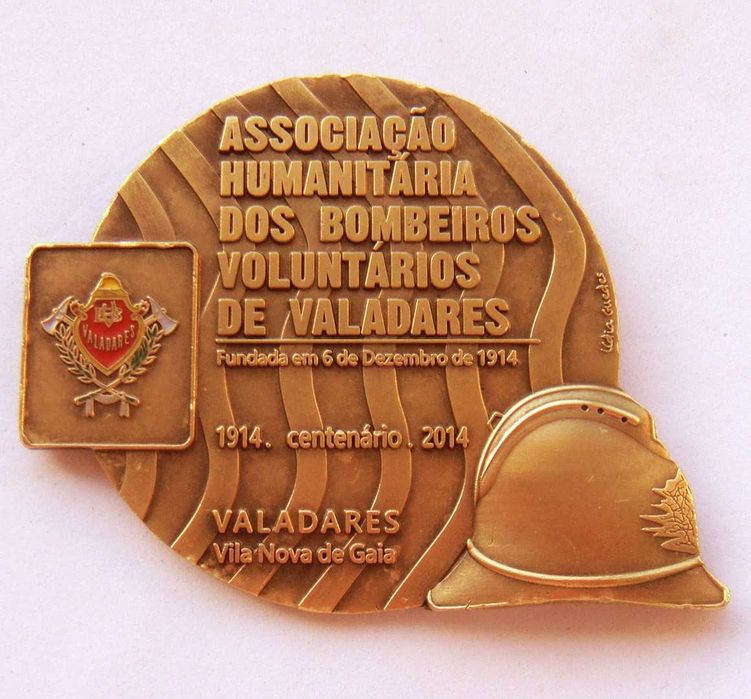 ASSOCIAÇÃO
HUMANITÁRIA
DOS BOMBEIROS
VOLUNTÁRIOS
DE VALADARES
Fundada em 6 de Dezembro de 1914
1914. centenário. 2014
VALADARES
Vila Nova de Gaia
VALADARES